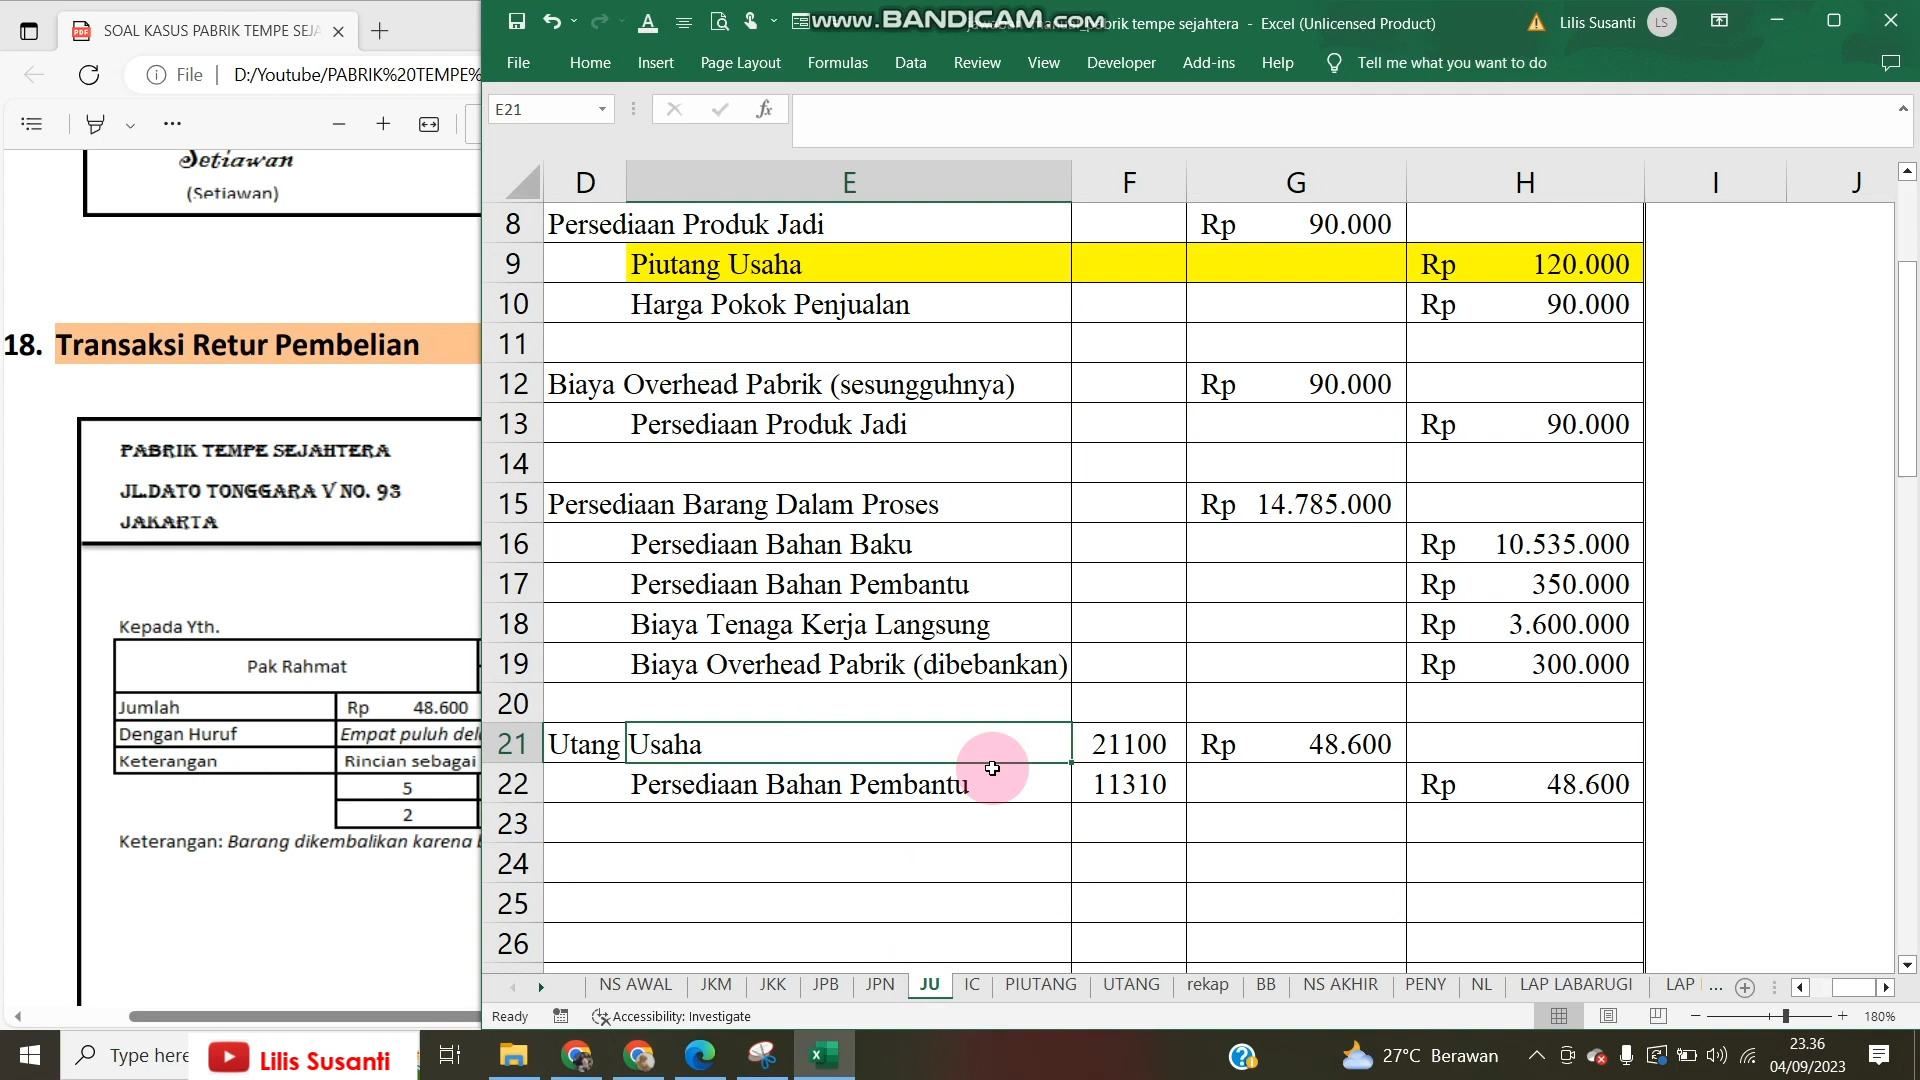 SOAL KASUS PABRIK TEMPE SEJA
File
D:/Youtube/PABRIK%20TEMPE%
Setiawan
(Setiawan)
18. Transaksi Retur Pembelian
PABRIK TEMPE SEJAHTERA
JL.DATO TONGGARA V NO. 93
JAKARTA
Kepada Yth.
Pak Rahmat
Jumlah Rp 48.600
Dengan Huruf Empat puluh del
Keterangan Rincian sebagai
5
2
Keterangan: Barang dikembalikan karena
www.BANDICAM.com
brik tempe sejahtera - Excel (Unlicensed Product)
Lilis Susanti LS
File Home Insert Page Layout Formulas Data Review View Developer Add-ins Help Tell me what you want to do
E21 fx
D E F G H I J
8 Persediaan Produk Jadi Rp 90.000
9 Piutang Usaha Rp 120.000
10 Harga Pokok Penjualan Rp 90.000
11
12 Biaya Overhead Pabrik (sesungguhnya) Rp 90.000
13 Persediaan Produk Jadi Rp 90.000
14
15 Persediaan Barang Dalam Proses Rp 14.785.000
16 Persediaan Bahan Baku Rp 10.535.000
17 Persediaan Bahan Pembantu Rp 350.000
18 Biaya Tenaga Kerja Langsung Rp 3.600.000
19 Biaya Overhead Pabrik (dibebankan) Rp 300.000
20
21 Utang Usaha 21100 Rp 48.600
22 Persediaan Bahan Pembantu 11310 Rp 48.600
23
24
25
26
NS AWAL JKM JKK JPB JPN JU IC PIUTANG UTANG rekap BB NS AKHIR PENY NL LAP LABARUGI LAP ...
Ready Accessibility: Investigate 180%
Type here
Lilis Susanti
27°C Berawan
23.36
04/09/2023